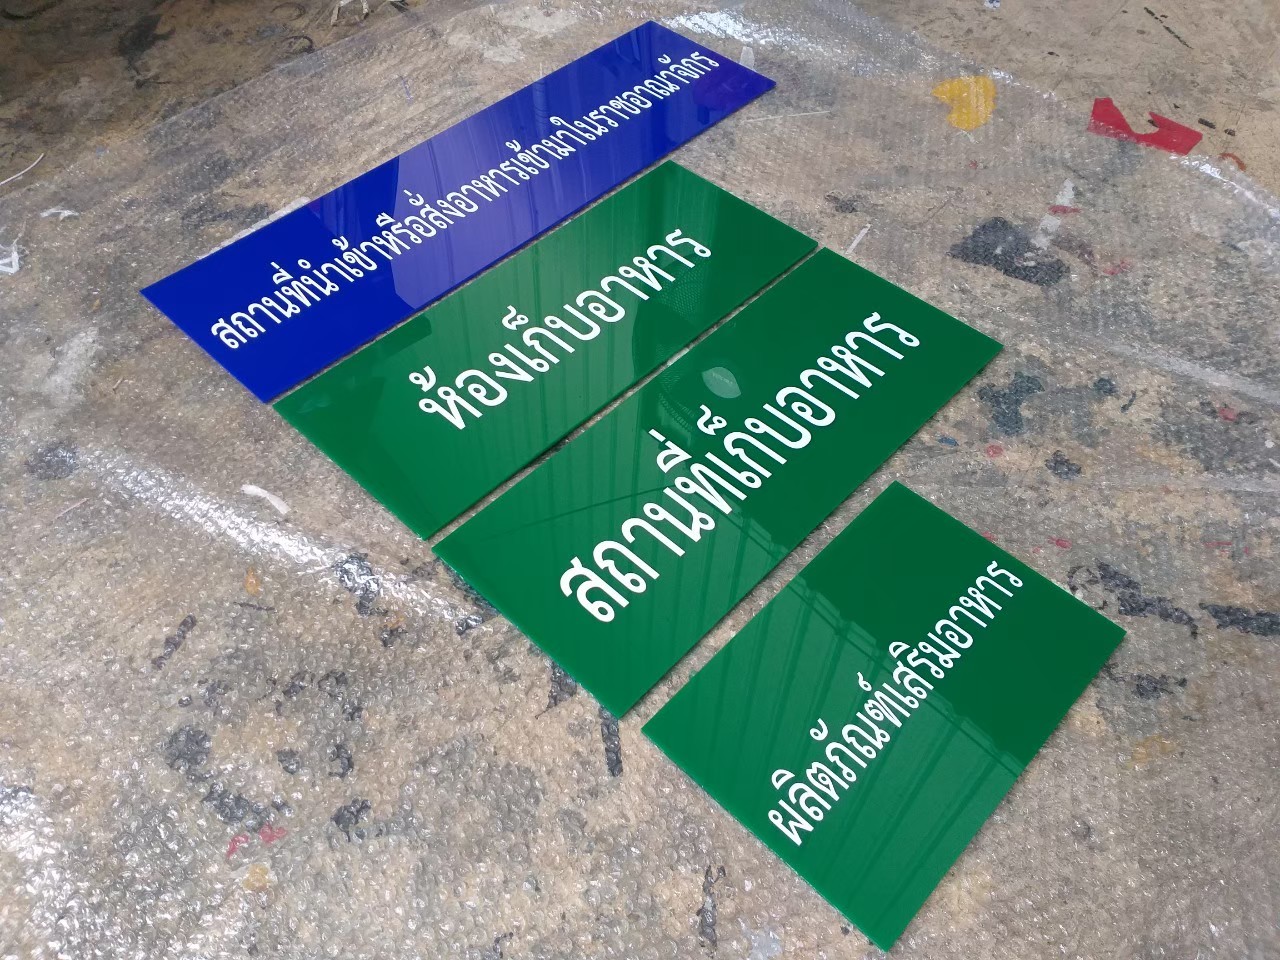 สถานที่นำเข้าหรือสั่งอาหารเข้ามาในราชอาณาจักร
ห้องเก็บอาหาร
สถานที่เก็บอาหาร
ผลิตภัณฑ์เสริมอาหาร